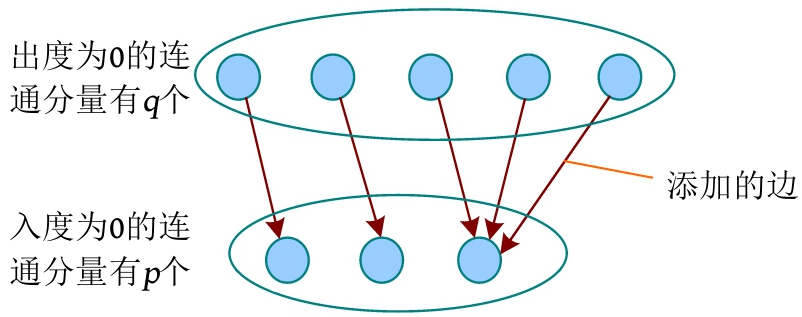 出度为0的连
通分量有q个
添加的边
入度为0的连
通分量有p个